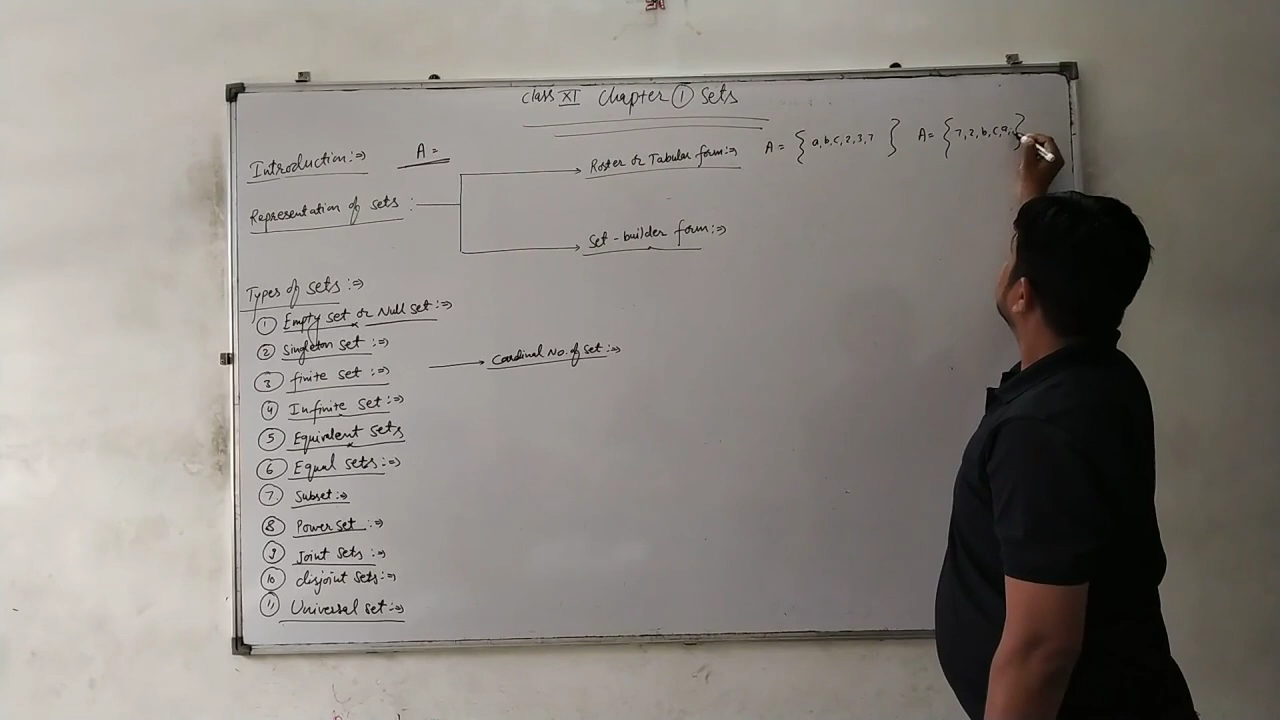 Class XI Chapter ① Sets
Introduction:⇒ A =
Roster or Tabular form:⇒ A = { a, b, c, 2, 3, 7 } A = { 7, 2, b, c, a, }
Representation of sets :
Set-builder form:⇒
Types of sets:⇒
① Empty set or Null set:⇒
② Singleton set:⇒
Cardinal No. of set:⇒
③ finite set:⇒
④ Infinite set:⇒
⑤ Equivalent sets
⑥ Equal sets:⇒
⑦ Subset:⇒
⑧ Power set:⇒
⑨ Joint sets:⇒
⑩ disjoint sets:⇒
⑪ Universal set:⇒